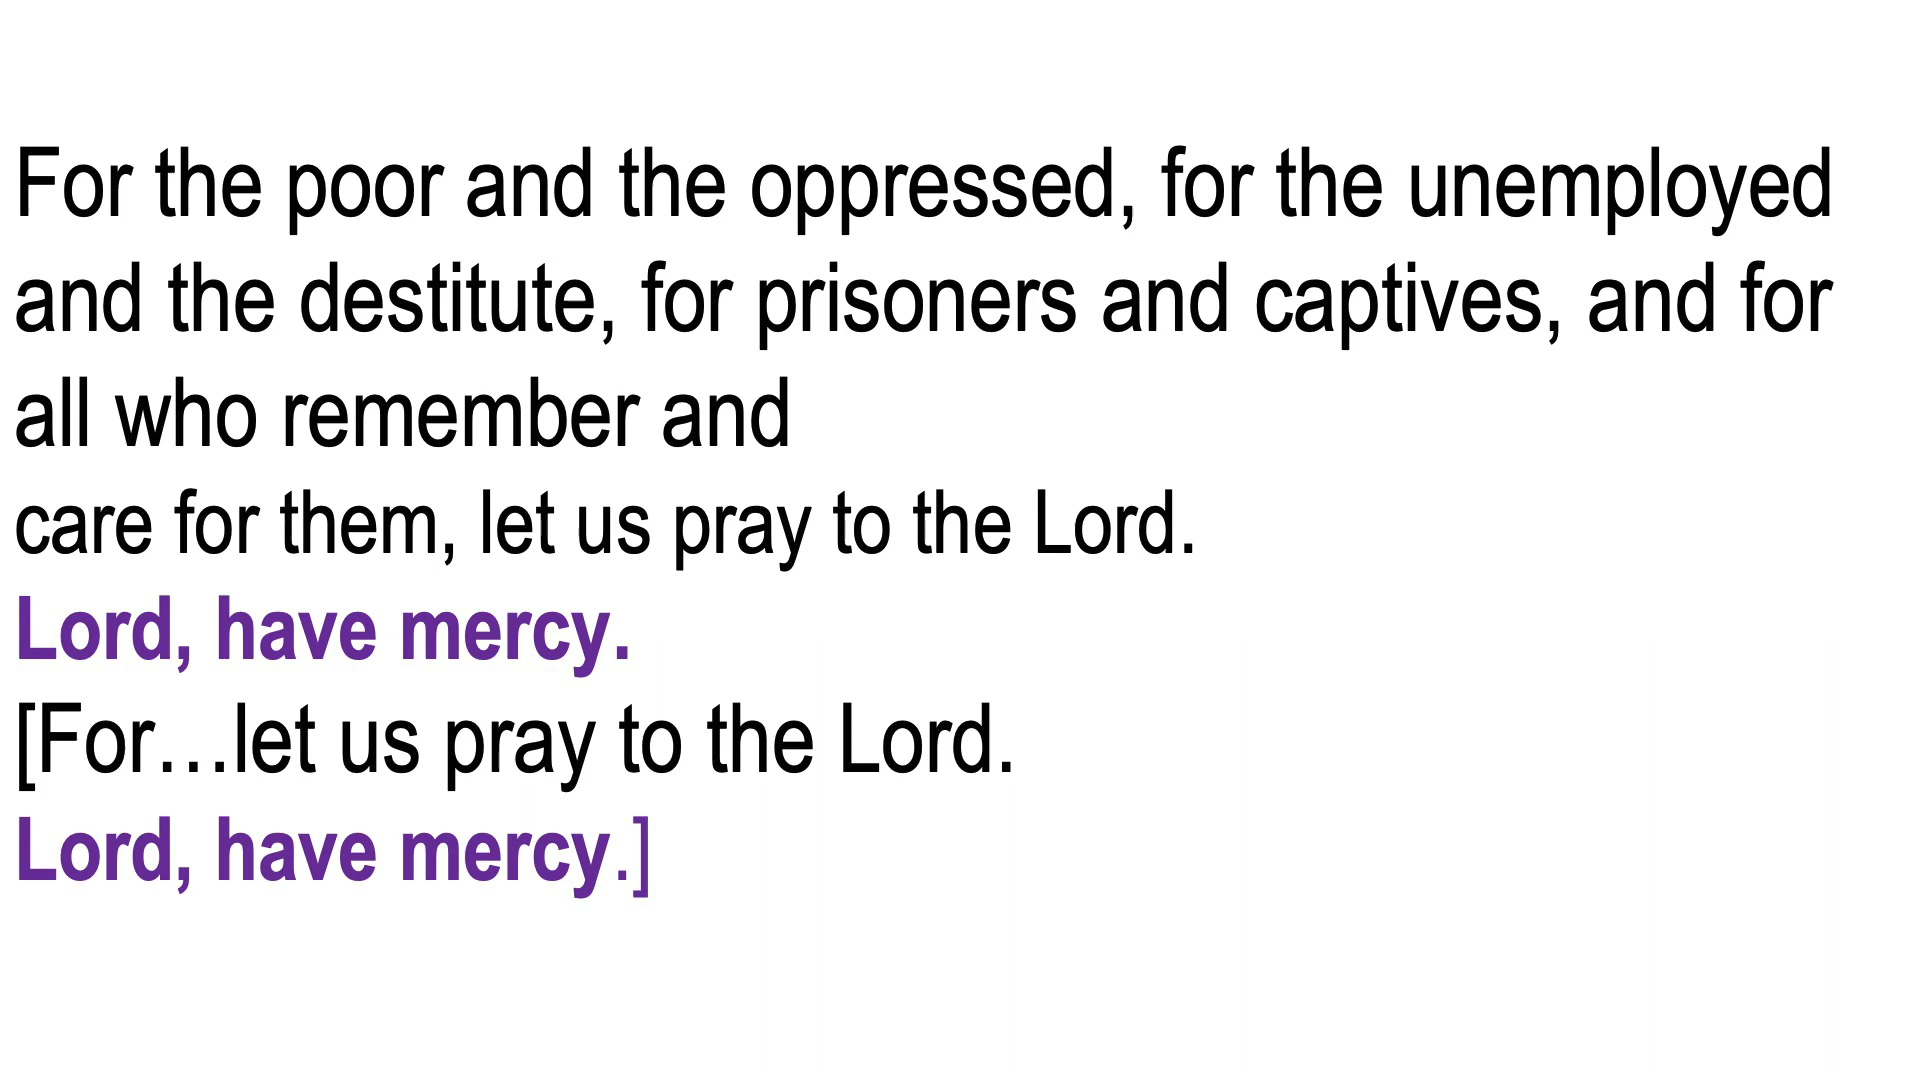 For the poor and the oppressed, for the unemployed
and the destitute, for prisoners and captives, and for
all who remember and
care for them, let us pray to the Lord.
Lord, have mercy.
[For…let us pray to the Lord.
Lord, have mercy.]